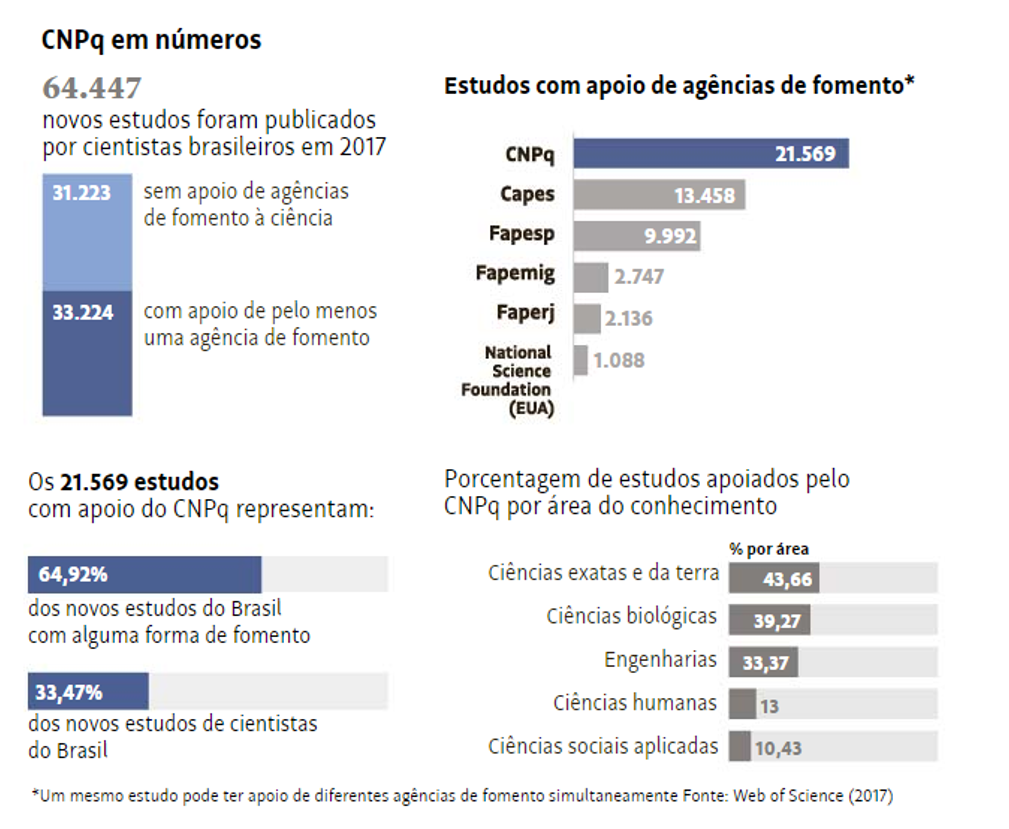 CNPq em números
64.447
novos estudos foram publicados
por cientistas brasileiros em 2017
31.223
sem apoio de agências
de fomento à ciência
33.224
com apoio de pelo menos
uma agência de fomento
Estudos com apoio de agências de fomento*
CNPq 21.569
Capes 13.458
Fapesp 9.992
Fapemig 2.747
Faperj 2.136
National
Science
Foundation
(EUA)
1.088
Os 21.569 estudos
com apoio do CNPq representam:
64,92%
dos novos estudos do Brasil
com alguma forma de fomento
33,47%
dos novos estudos de cientistas
do Brasil
Porcentagem de estudos apoiados pelo
CNPq por área do conhecimento
% por área
Ciências exatas e da terra 43,66
Ciências biológicas 39,27
Engenharias 33,37
Ciências humanas 13
Ciências sociais aplicadas 10,43
*Um mesmo estudo pode ter apoio de diferentes agências de fomento simultaneamente Fonte: Web of Science (2017)